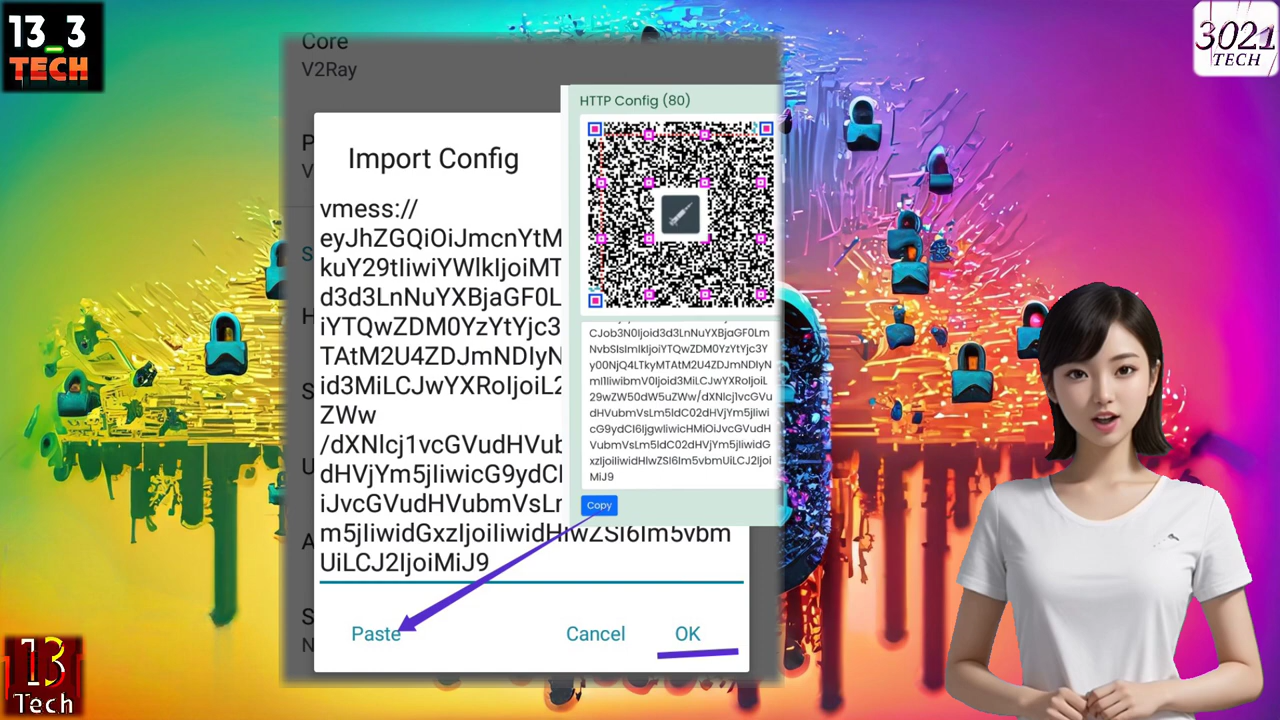 13_3
TECH
3021
TECH
Core
V2Ray
Import Config
vmess://
eyJhZGQiOiJmcnYtM
kuY29tIiwiYWlkIjoiMT
d3d3LnNuYXBjaGF0L
iYTQwZDM0YzYtYjc3
TAtM2U4ZDJmNDIyN
id3MiLCJwYXRoIjoiL2
ZWw
/dXNlcj1vcGVudHVub
dHVjYm5jIiwicG9ydCI
iJvcGVudHVubmVsLr
m5jIiwidGxzIjoiIiwidHlwZSI6Im5vbm
UiLCJ2IjoiMiJ9
Paste
Cancel
OK
HTTP Config (80)
CJob3N0Ijoid3d3LnNuYXBjaGF0Lm
NvbSIsImlkIjoiYTQwZDM0YzYtYjc3Y
y00NjQ4LTkyMTAtM2U4ZDJmNDIyN
mI1IiwibmV0Ijoid3MiLCJwYXRoIjoiL
29wZW50dW5uZWw/dXNlcj1vcGVu
dHVubmVsLm5ldC02dHVjYm5jIiwi
cG9ydCI6IjgwIiwicHMiOiJvcGVudH
VubmVsLm5ldC02dHVjYm5jIiwidG
xzIjoiIiwidHlwZSI6Im5vbmUiLCJ2Ijoi
MiJ9
Copy
13
Tech